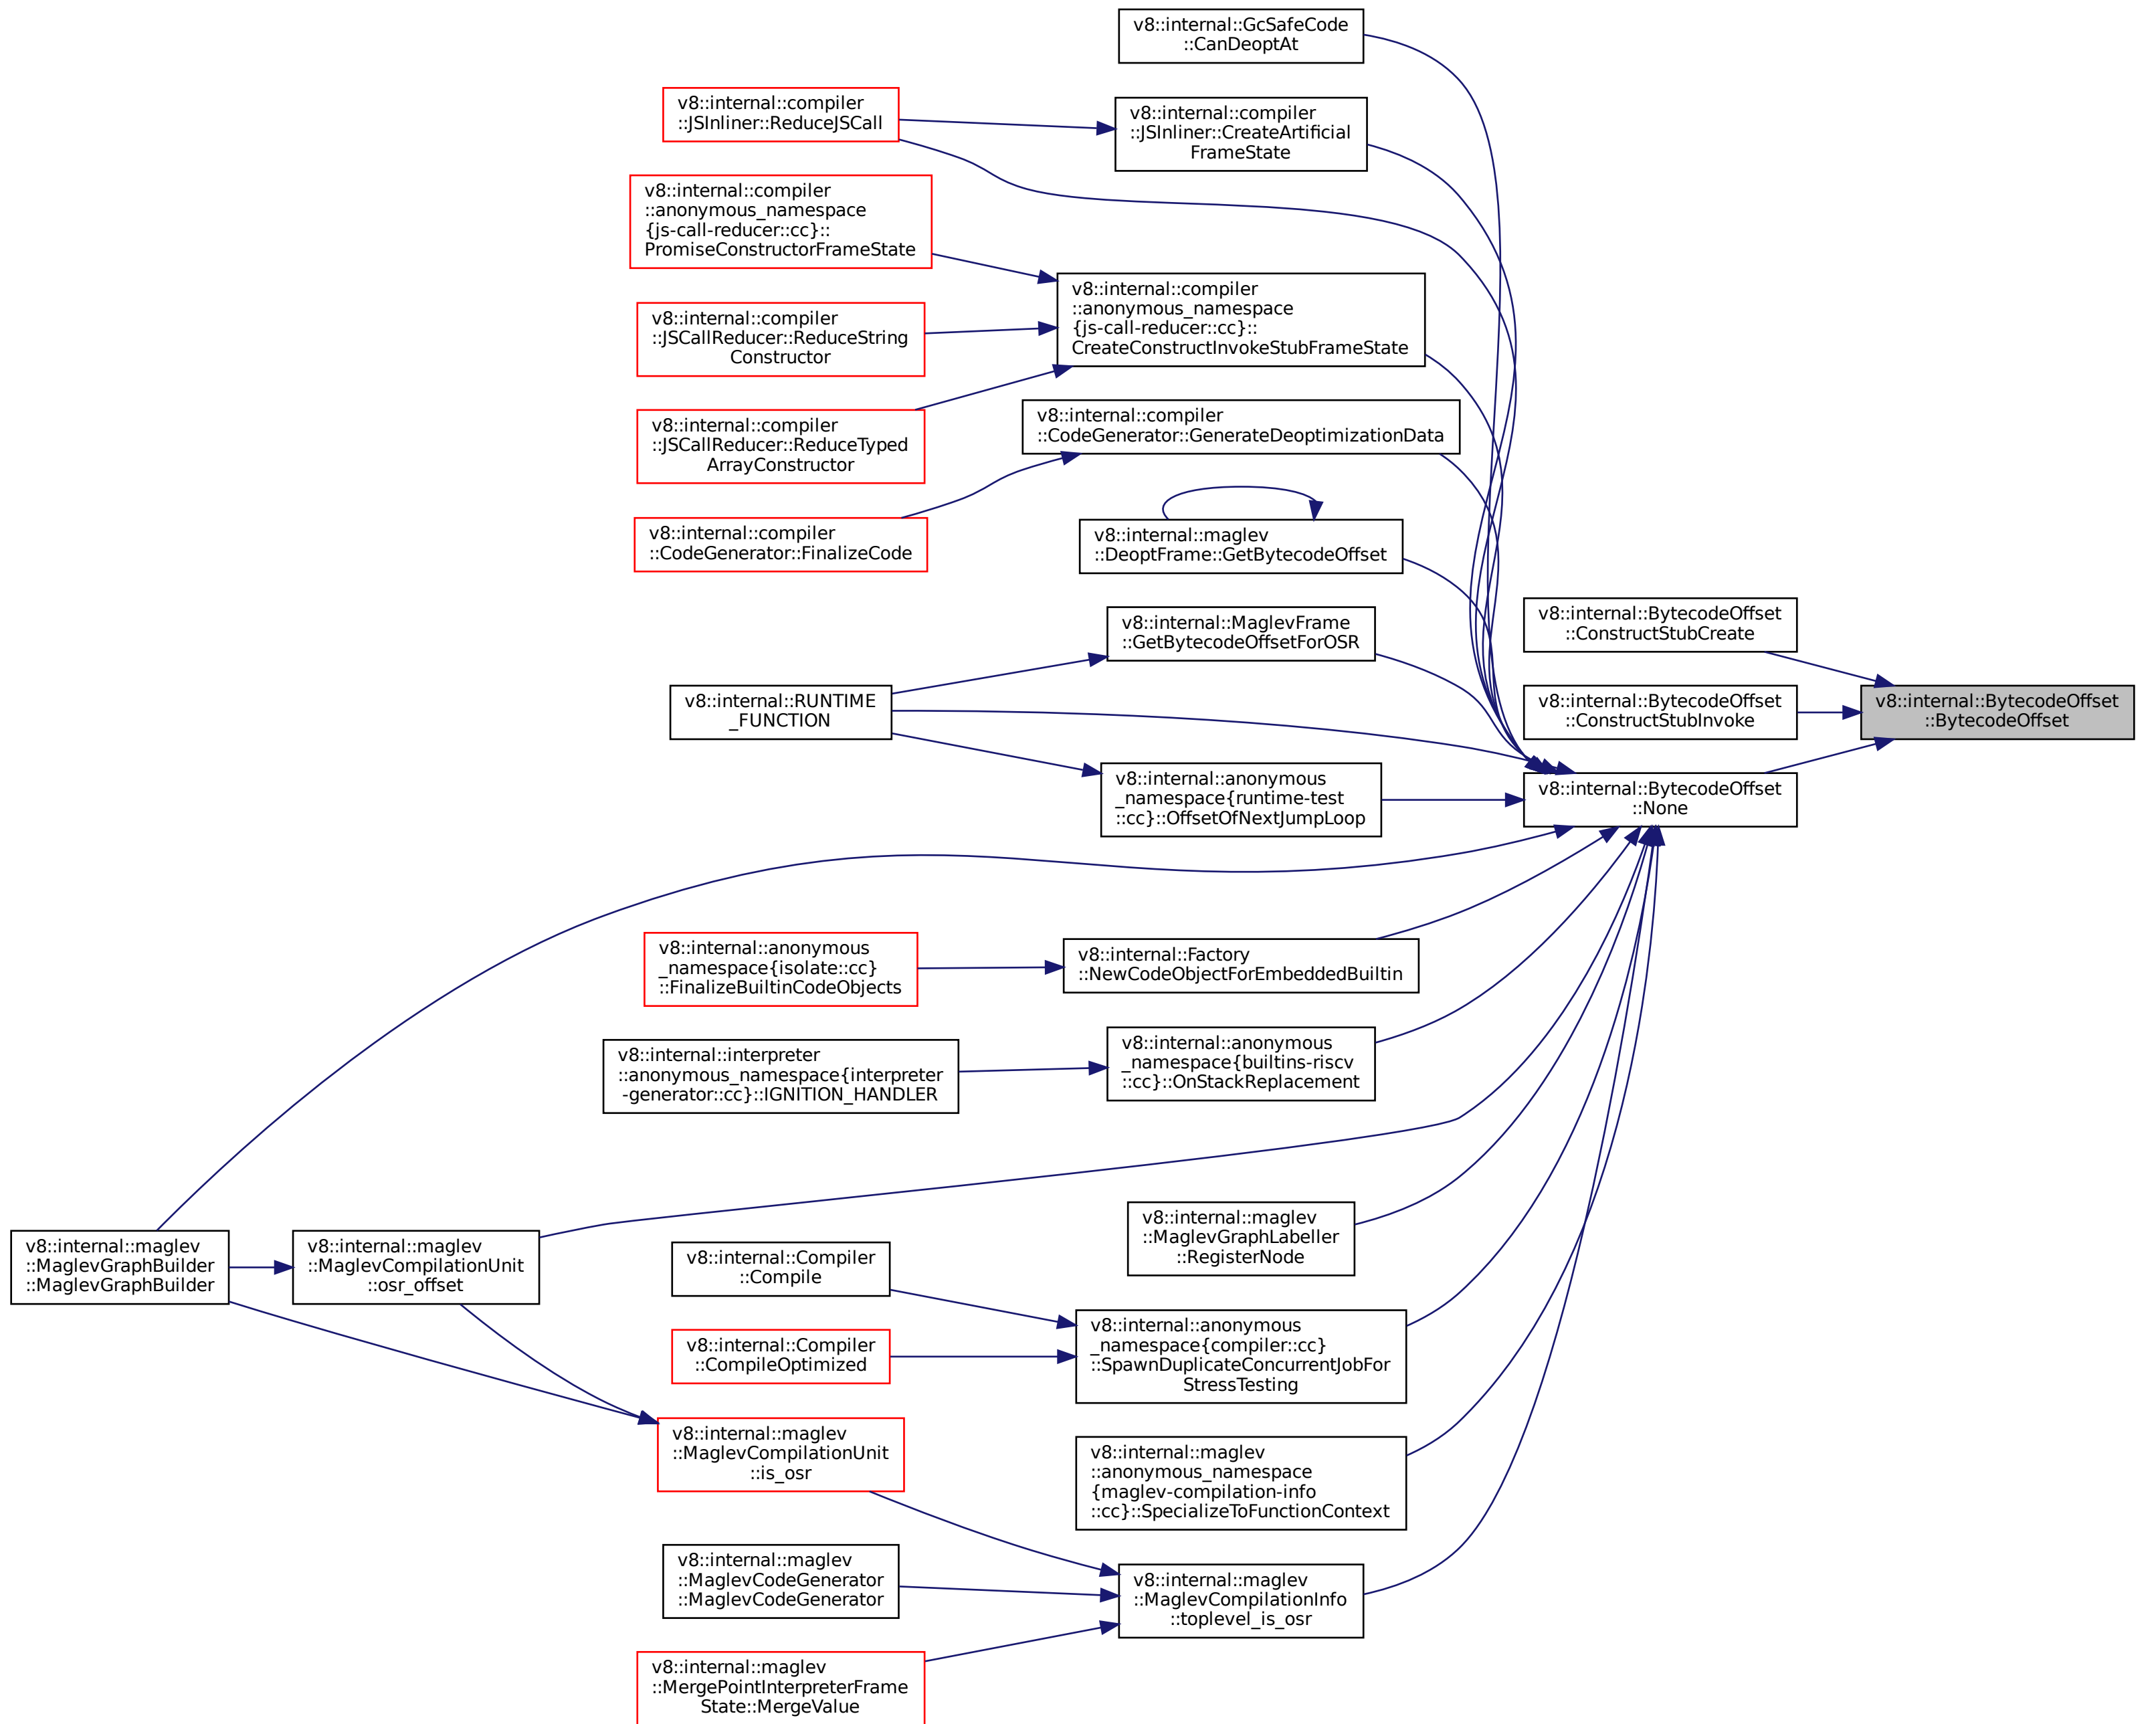 v8::internal::GcSafeCode
::CanDeoptAt
v8::internal::compiler
::JSInliner::ReduceJSCall
v8::internal::compiler
::JSInliner::CreateArtificial
FrameState
v8::internal::compiler
::anonymous_namespace
{js-call-reducer::cc}::
PromiseConstructorFrameState
v8::internal::compiler
::anonymous_namespace
{js-call-reducer::cc}::
CreateConstructInvokeStubFrameState
v8::internal::compiler
::JSCallReducer::ReduceString
Constructor
v8::internal::compiler
::JSCallReducer::ReduceTyped
ArrayConstructor
v8::internal::compiler
::CodeGenerator::GenerateDeoptimizationData
v8::internal::compiler
::CodeGenerator::FinalizeCode
v8::internal::maglev
::DeoptFrame::GetBytecodeOffset
v8::internal::MaglevFrame
::GetBytecodeOffsetForOSR
v8::internal::BytecodeOffset
::ConstructStubCreate
v8::internal::RUNTIME
_FUNCTION
v8::internal::BytecodeOffset
::ConstructStubInvoke
v8::internal::BytecodeOffset
::BytecodeOffset
v8::internal::anonymous
_namespace{runtime-test
::cc}::OffsetOfNextJumpLoop
v8::internal::BytecodeOffset
::None
v8::internal::anonymous
_namespace{isolate::cc}
::FinalizeBuiltinCodeObjects
v8::internal::Factory
::NewCodeObjectForEmbeddedBuiltin
v8::internal::interpreter
::anonymous_namespace{interpreter
-generator::cc}::IGNITION_HANDLER
v8::internal::anonymous
_namespace{builtins-riscv
::cc}::OnStackReplacement
v8::internal::maglev
::MaglevGraphBuilder
::MaglevGraphBuilder
v8::internal::maglev
::MaglevCompilationUnit
::osr_offset
v8::internal::maglev
::MaglevGraphLabeller
::RegisterNode
v8::internal::Compiler
::Compile
v8::internal::Compiler
::CompileOptimized
v8::internal::anonymous
_namespace{compiler::cc}
::SpawnDuplicateConcurrentJobFor
StressTesting
v8::internal::maglev
::MaglevCompilationUnit
::is_osr
v8::internal::maglev
::anonymous_namespace
{maglev-compilation-info
::cc}::SpecializeToFunctionContext
v8::internal::maglev
::MaglevCodeGenerator
::MaglevCodeGenerator
v8::internal::maglev
::MaglevCompilationInfo
::toplevel_is_osr
v8::internal::maglev
::MergePointInterpreterFrame
State::MergeValue